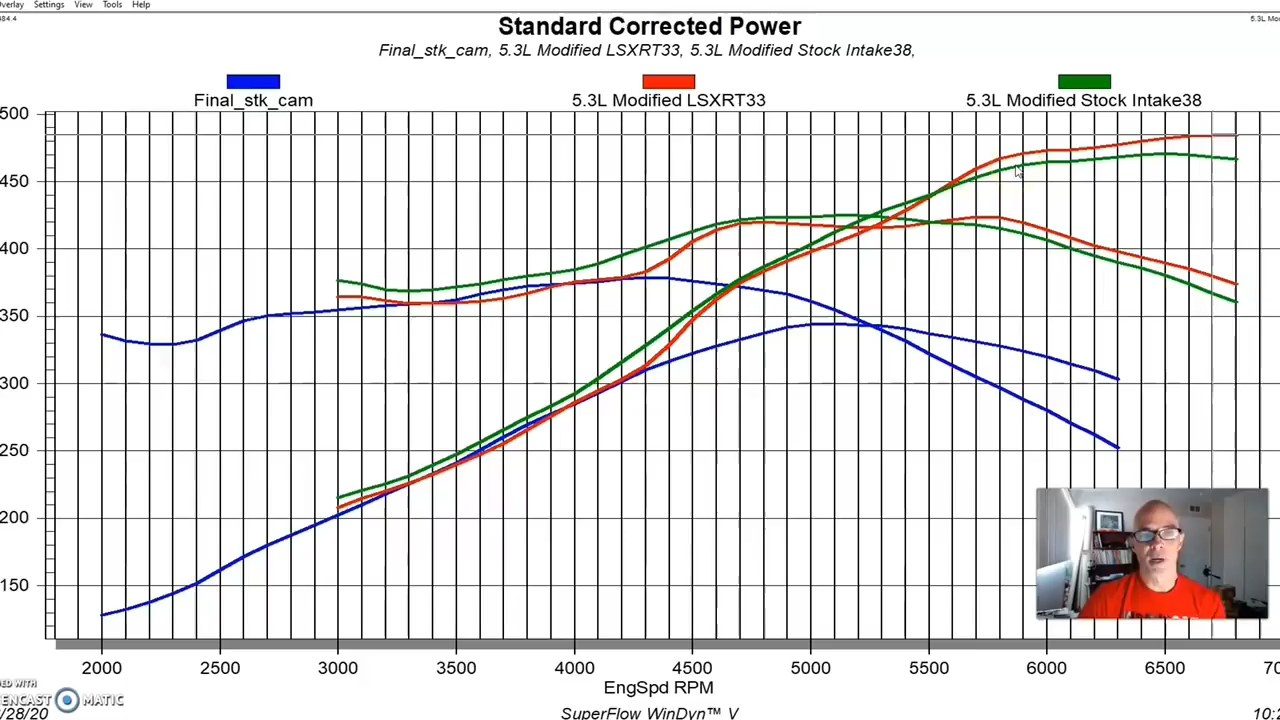 Settings View Tools Help
Standard Corrected Power
Final_stk_cam, 5.3L Modified LSXRT33, 5.3L Modified Stock Intake38,
Final_stk_cam 5.3L Modified LSXRT33 5.3L Modified Stock Intake38
500
450
400
350
300
250
200
150
2000 2500 3000 3500 4000 4500 5000 5500 6000 6500
EngSpd RPM
MATIC
SuperFlow WinDyn™ V